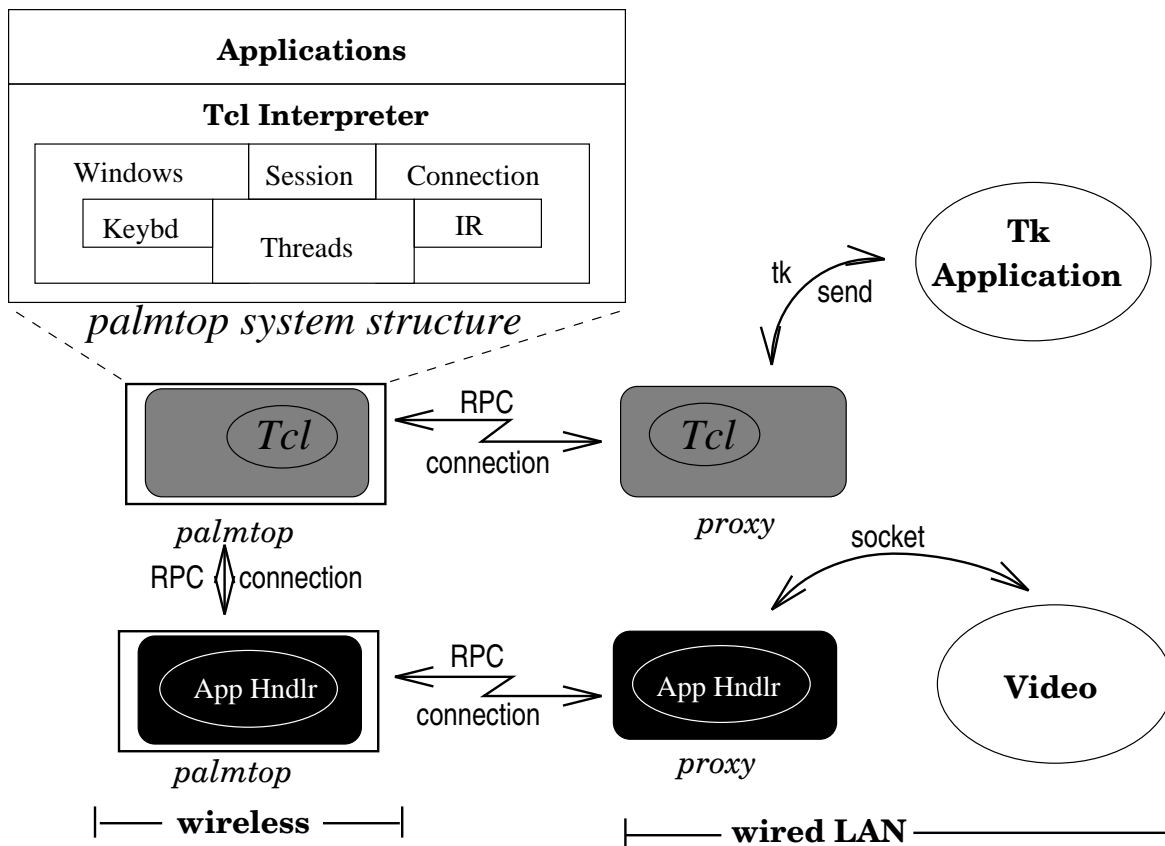 Applications
Tcl Interpreter
Windows
Session
Connection
Keybd
Threads
IR
palmtop system structure
Tk
Application
tk
send
Tcl
RPC
connection
Tcl
palmtop
proxy
RPC connection
socket
App Hndlr
RPC
connection
App Hndlr
Video
palmtop
proxy
wireless
wired LAN